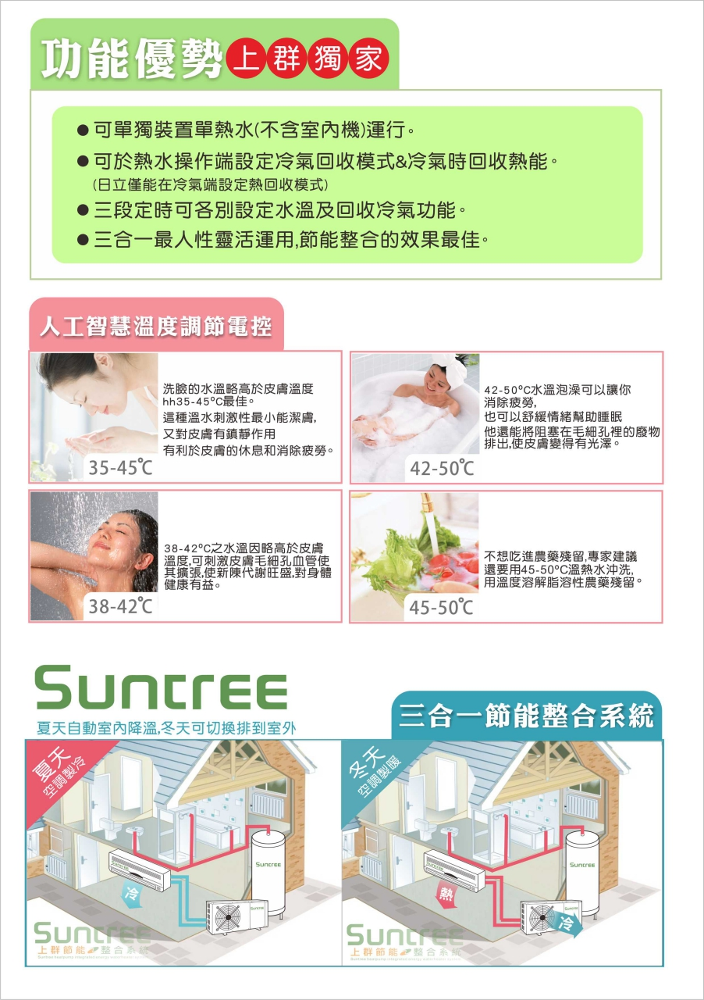 功能優勢上群獨家
●可單獨裝置單熱水(不含室內機)運行。
●可於熱水操作端設定冷氣回收模式&冷氣時回收熱能。
(日立僅能在冷氣端設定熱回收模式)
●三段定時可各別設定水溫及回收冷氣功能。
●三合一最人性靈活運用,節能整合的效果最佳。
人工智慧溫度調節電控
洗臉的水溫略高於皮膚溫度
hh35-45°C最佳。
這種溫水刺激性最小能潔膚,
又對皮膚有鎮靜作用
有利於皮膚的休息和消除疲勞。
35-45℃
42-50°C水溫泡澡可以讓你
消除疲勞,
也可以舒緩情緒幫助睡眠
他還能將阻塞在毛細孔裡的廢物
排出,使皮膚變得有光澤。
42-50℃
38-42°C之水溫因略高於皮膚
溫度,可刺激皮膚毛細孔血管使
其擴張,使新陳代謝旺盛,對身體
健康有益。
38-42℃
不想吃進農藥殘留,專家建議
還要用45-50°C溫熱水沖洗,
用溫度溶解脂溶性農藥殘留。
45-50℃
Suntree
夏天自動室內降溫,冬天可切換排到室外
三合一節能整合系統
夏天
空調製冷
Suntree
Suntree
Suntree
冷
Suntree
上群節能整合系統
冬天
空調製暖
Suntree
Suntree
Suntree
熱
冷
Suntree
上群節能整合系統